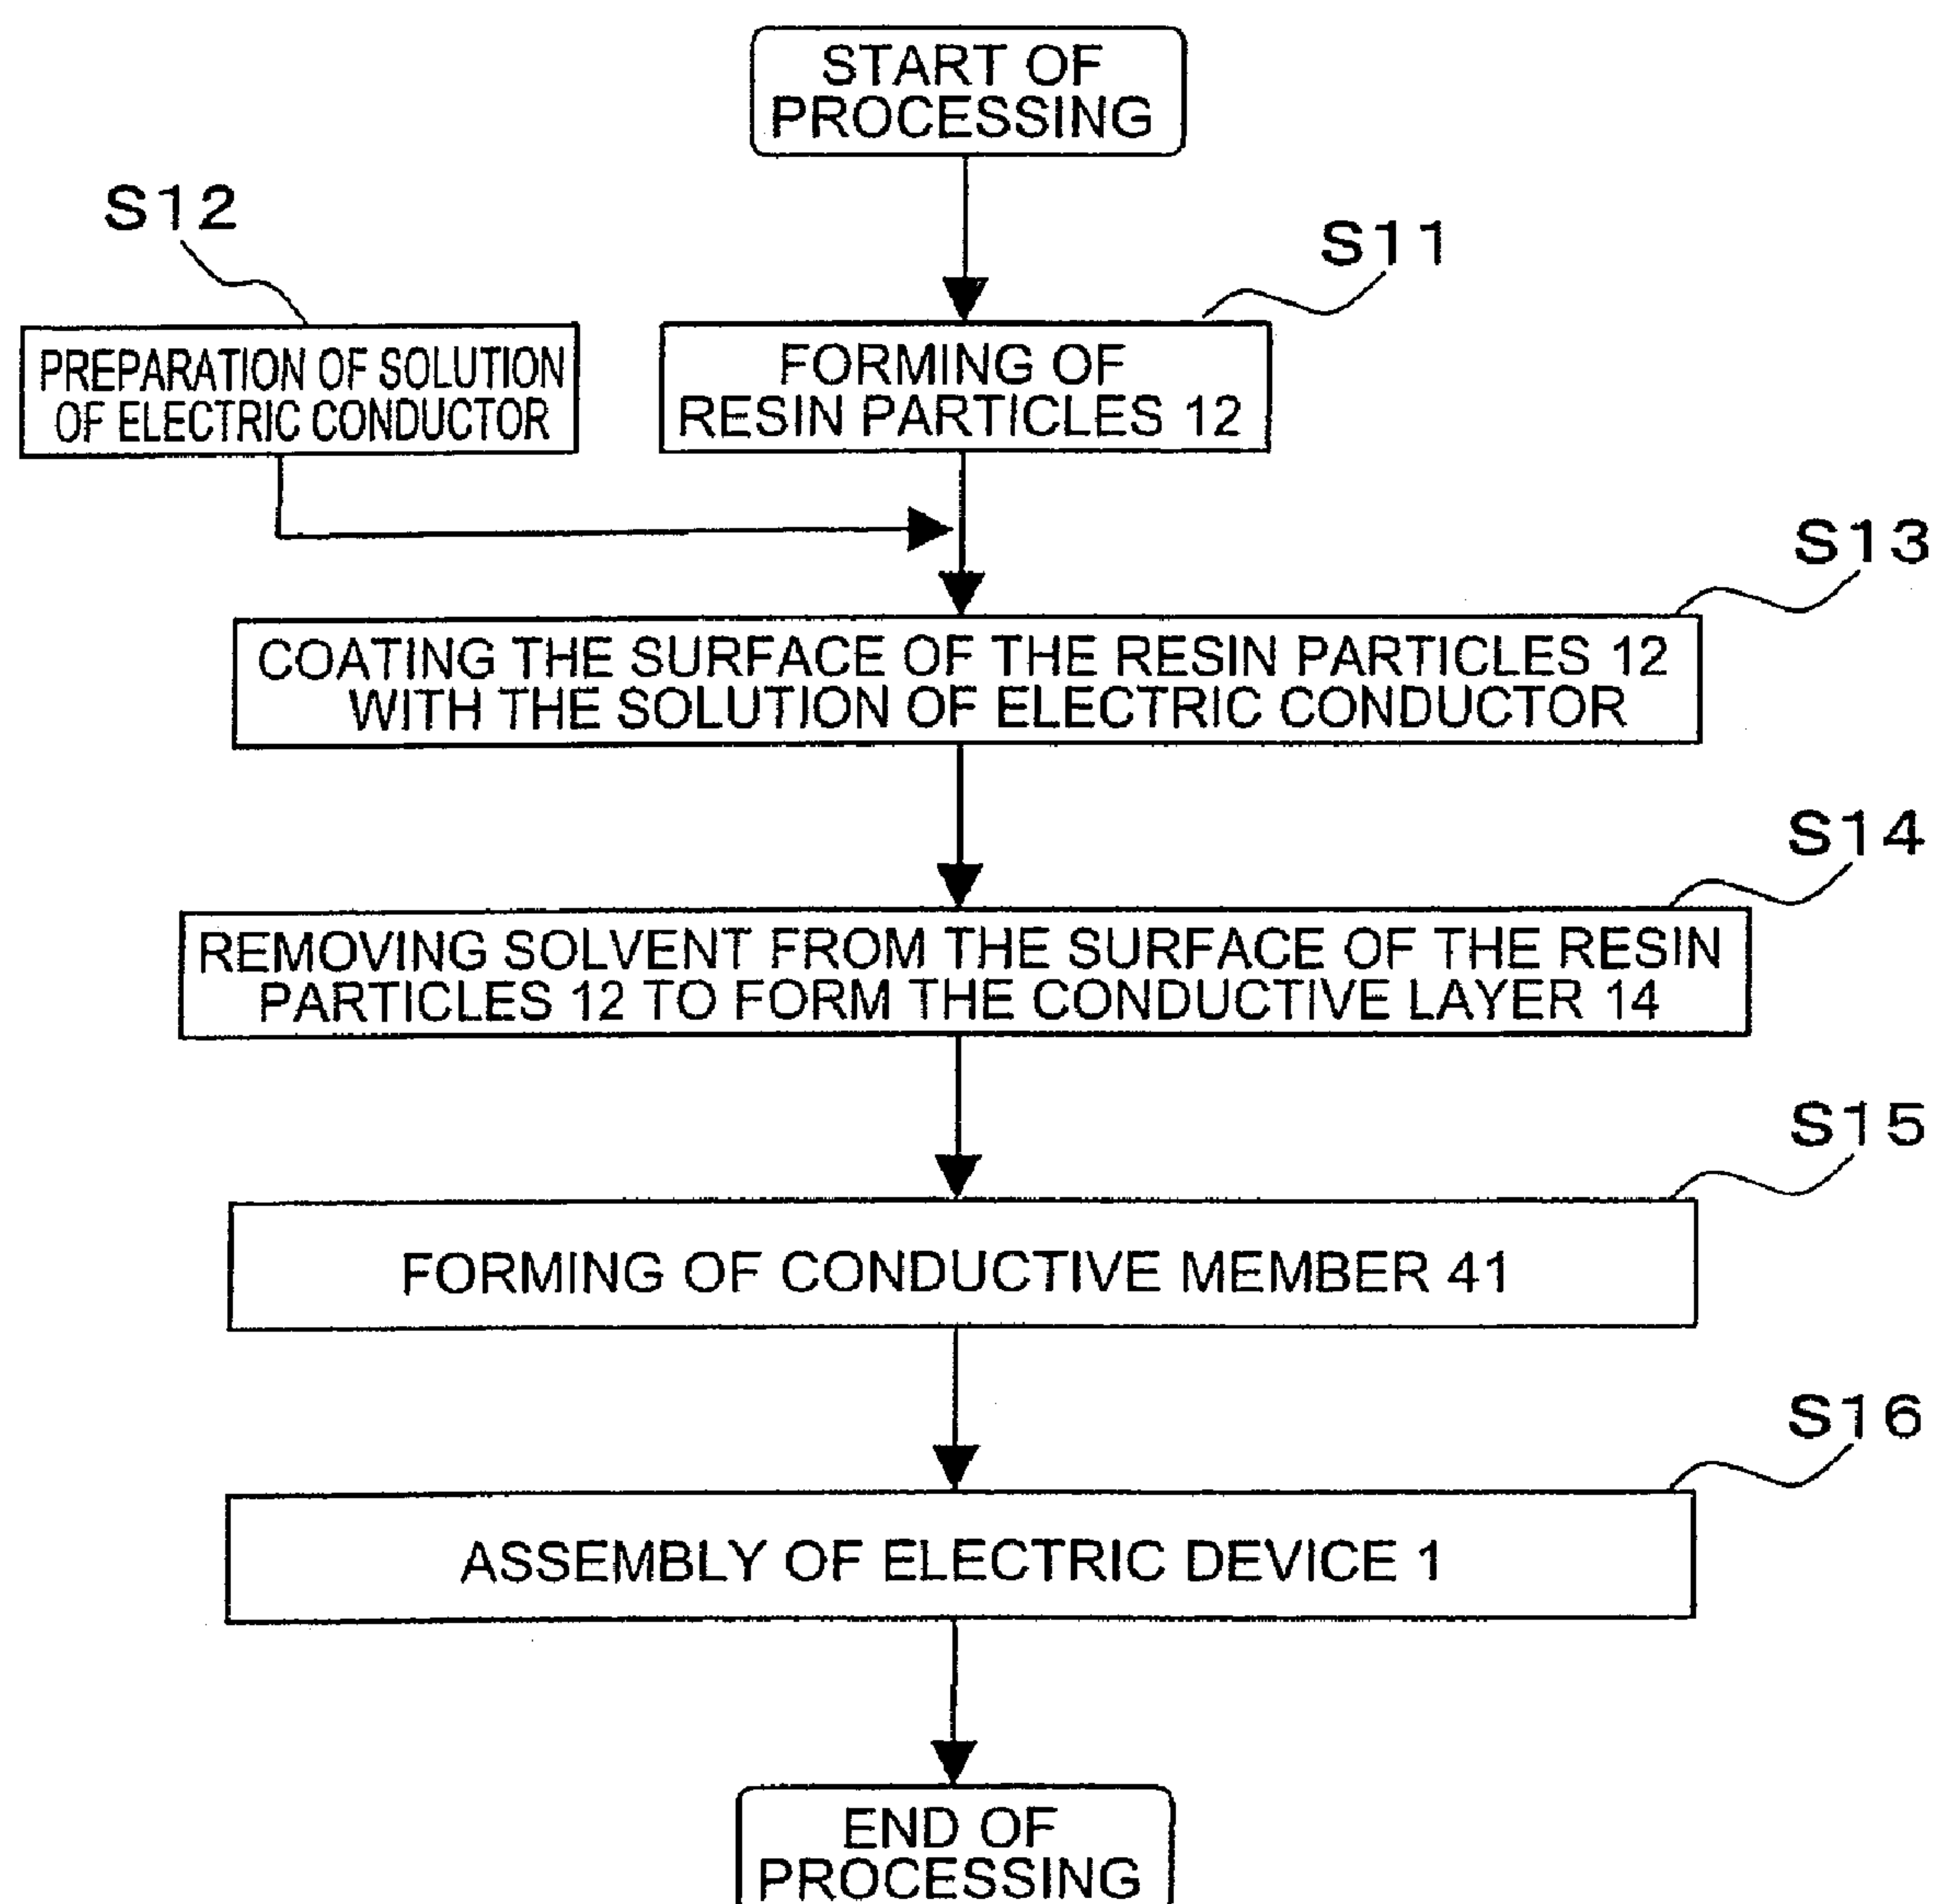 START OF
PROCESSING
S12
S11
PREPARATION OF SOLUTION
OF ELECTRIC CONDUCTOR
FORMING OF
RESIN PARTICLES 12
S13
COATING THE SURFACE OF THE RESIN PARTICLES 12
WITH THE SOLUTION OF ELECTRIC CONDUCTOR
S14
REMOVING SOLVENT FROM THE SURFACE OF THE RESIN
PARTICLES 12 TO FORM THE CONDUCTIVE LAYER 14
S15
FORMING OF CONDUCTIVE MEMBER 41
S16
ASSEMBLY OF ELECTRIC DEVICE 1
END OF
PROCESSING